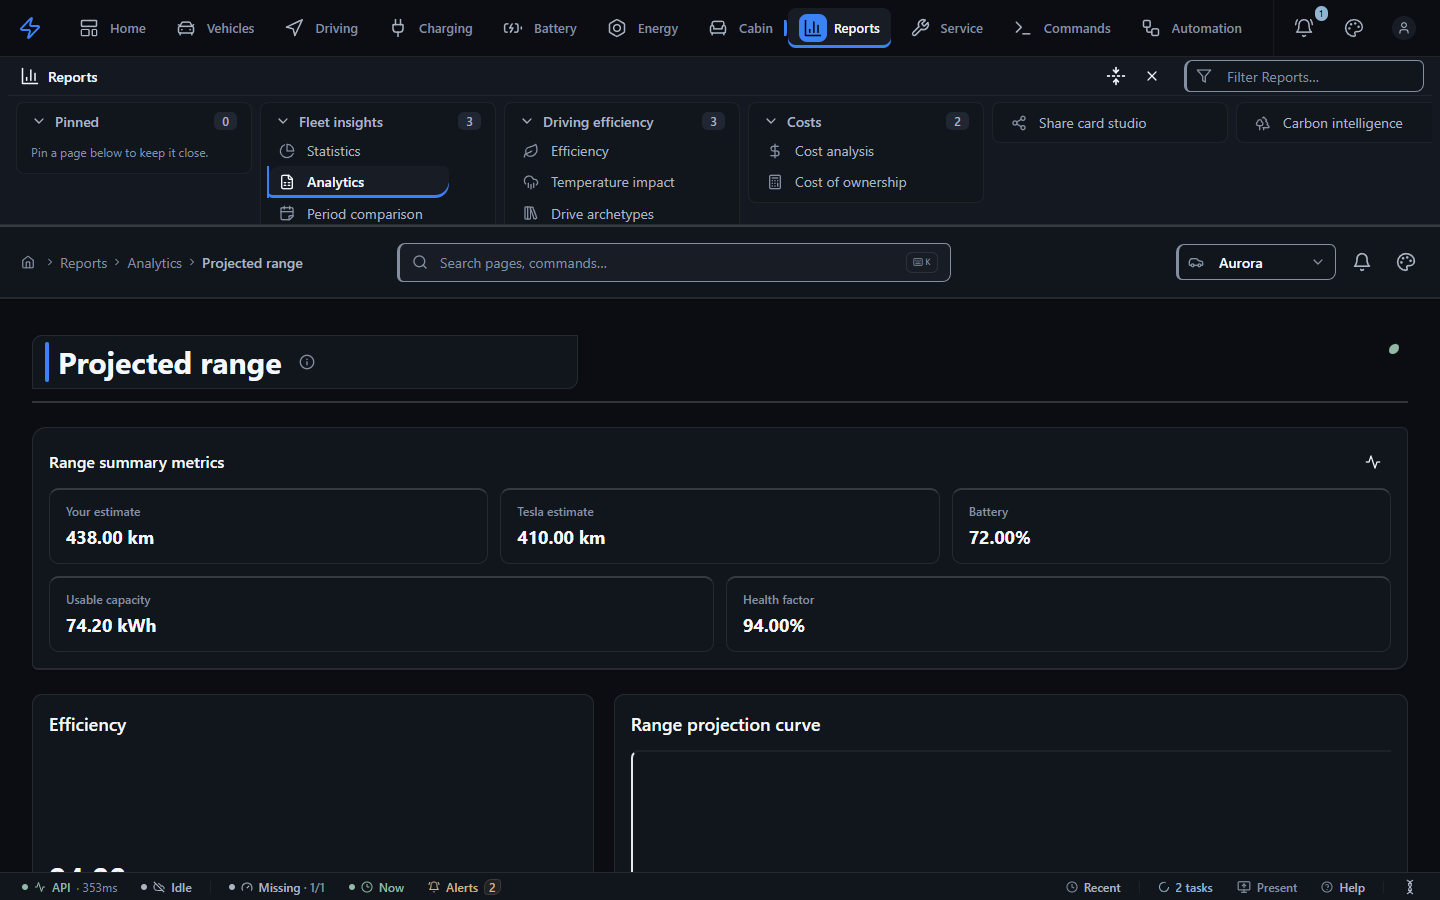 Home
Vehicles
Driving
Charging
Battery
Energy
Cabin
Reports
Service
Commands
Automation
1
Reports
Filter Reports...
Pinned 0
Pin a page below to keep it close.
Fleet insights 3
Statistics
Analytics
Period comparison
Driving efficiency 3
Efficiency
Temperature impact
Drive archetypes
Costs 2
Cost analysis
Cost of ownership
Share card studio
Carbon intelligence
Reports > Analytics > Projected range
Search pages, commands...
K
Aurora
Projected range
Range summary metrics
Your estimate
438.00 km
Tesla estimate
410.00 km
Battery
72.00%
Usable capacity
74.20 kWh
Health factor
94.00%
Efficiency
Range projection curve
API · 353ms
Idle
Missing · 1/1
Now
Alerts 2
Recent
2 tasks
Present
Help